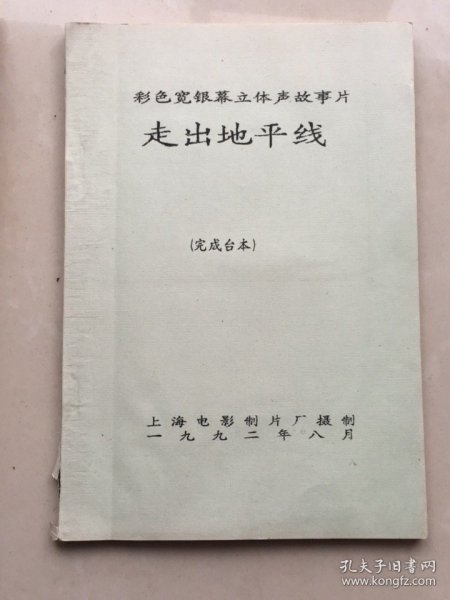 彩色宽银幕立体声故事片
走出地平线
(完成台本)
上海电影制片厂摄制
一九九二年八月
孔夫子旧书网
www.kongfz.com